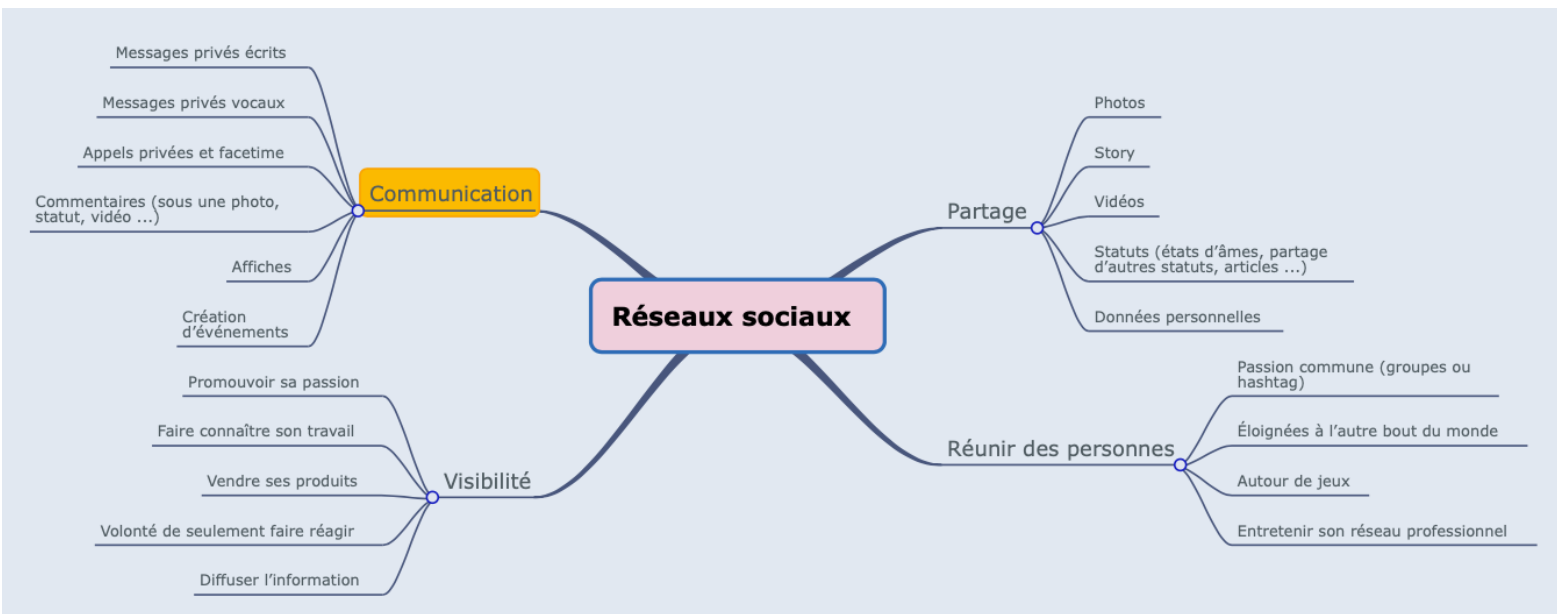 Réseaux sociaux
Communication
Messages privés écrits
Messages privés vocaux
Appels privées et facetime
Commentaires (sous une photo,
statut, vidéo ...)
Affiches
Création
d’événements
Visibilité
Promouvoir sa passion
Faire connaître son travail
Vendre ses produits
Volonté de seulement faire réagir
Diffuser l’information
Partage
Photos
Story
Vidéos
Statuts (états d’âmes, partage
d’autres statuts, articles ...)
Données personnelles
Réunir des personnes
Passion commune (groupes ou
hashtag)
Éloignées à l’autre bout du monde
Autour de jeux
Entretenir son réseau professionnel